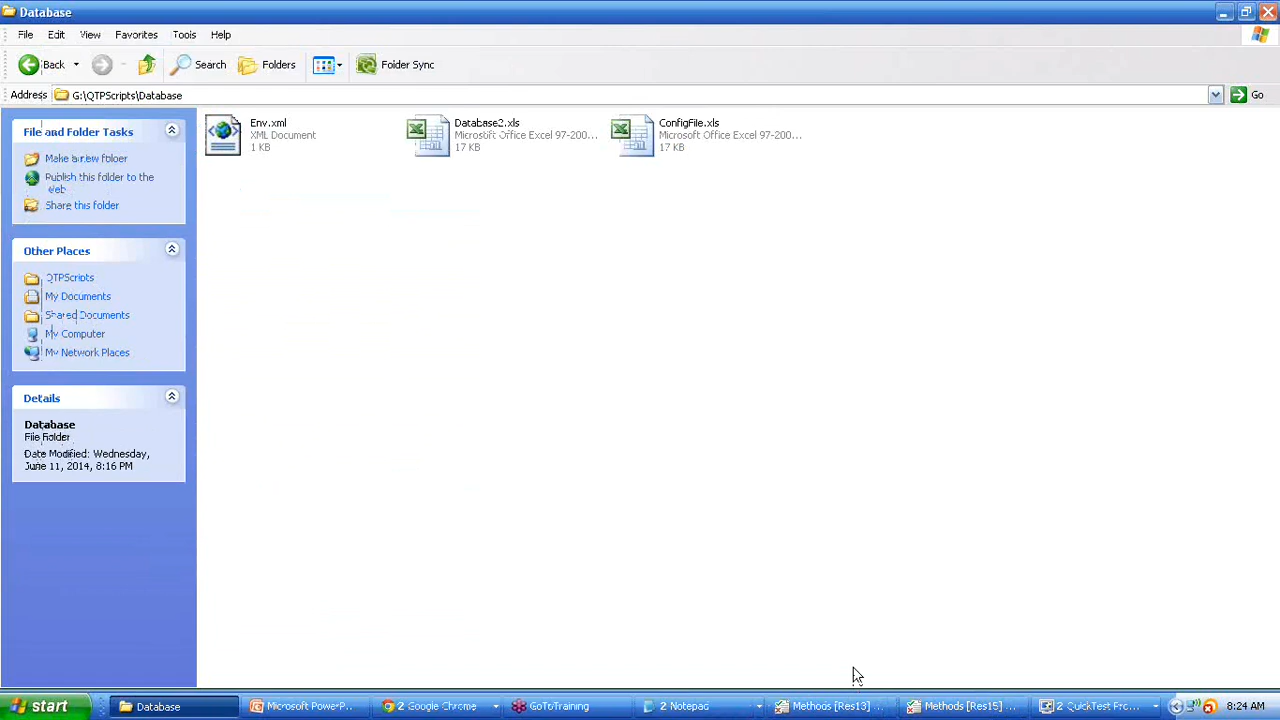 Database
File Edit View Favorites Tools Help
Back Search Folders Folder Sync
Address G:\QTPScripts\Database Go
File and Folder Tasks
Make a new folder
Publish this folder to the
Web
Share this folder
Other Places
QTPScripts
My Documents
Shared Documents
My Computer
My Network Places
Details
Database
File Folder
Date Modified: Wednesday,
June 11, 2014, 8:16 PM
Env.xml
XML Document
1 KB
Database2.xls
Microsoft Office Excel 97-200...
17 KB
ConfigFile.xls
Microsoft Office Excel 97-200...
17 KB
start Database Microsoft PowerP... 2 Google Chrome GoToTraining 2 Notepad Methods [Res13] ... Methods [Res15] ... 2 QuickTest Pro... 8:24 AM